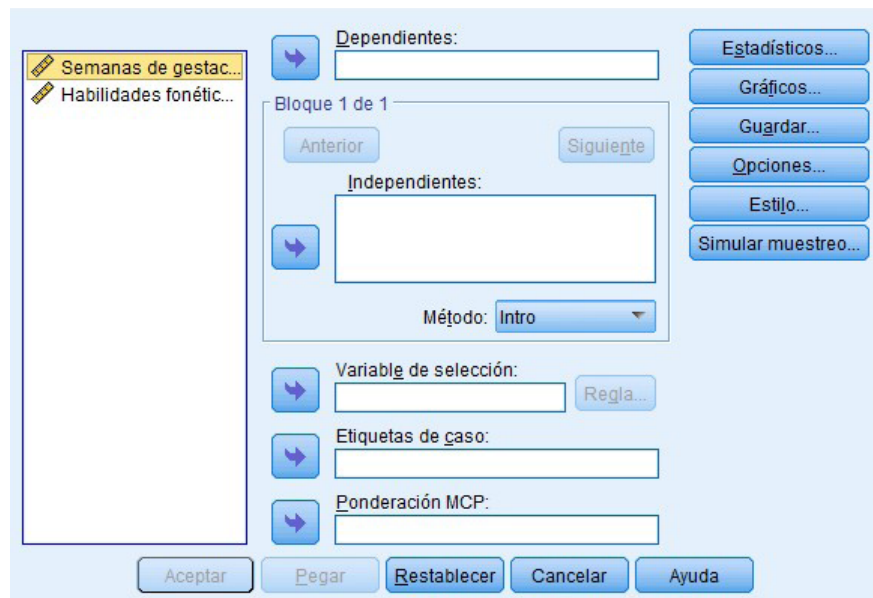 Semanas de gestac...
Habilidades fonétic...
Dependientes:
Bloque 1 de 1
Anterior
Siguiente
Independientes:
Método: Intro
Variable de selección:
Regla...
Etiquetas de caso:
Ponderación MCP:
Estadísticos...
Gráficos...
Guardar...
Opciones...
Estilo...
Simular muestreo...
Aceptar
Pegar
Restablecer
Cancelar
Ayuda